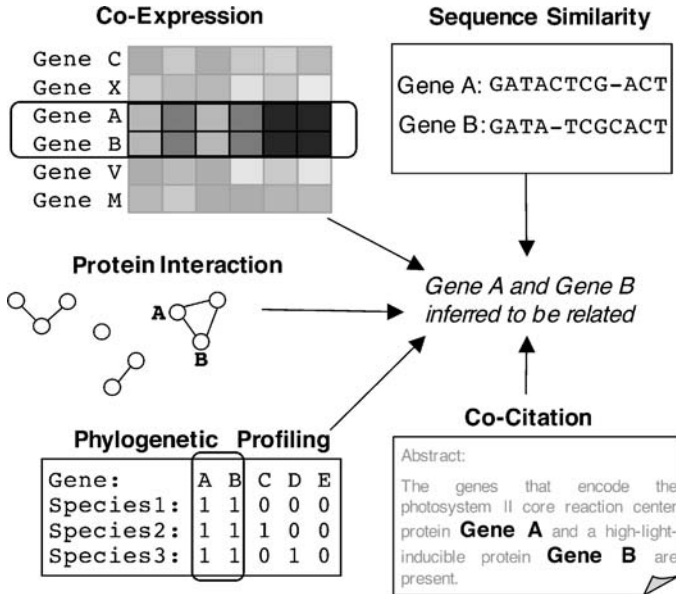 Co-Expression
Gene C
Gene X
Gene A
Gene B
Gene V
Gene M
Sequence Similarity
Gene A: GATACTCG-ACT
Gene B: GATA-TCGCACT
Protein Interaction
A
B
Gene A and Gene B
inferred to be related
Phylogenetic Profiling
Gene: A B C D E
Species1: 1 1 0 0 0
Species2: 1 1 1 0 0
Species3: 1 1 0 1 0
Co-Citation
Abstract:
The genes that encode the
photosystem II core reaction center
protein Gene A and a high-light-
inducible protein Gene B are
present.